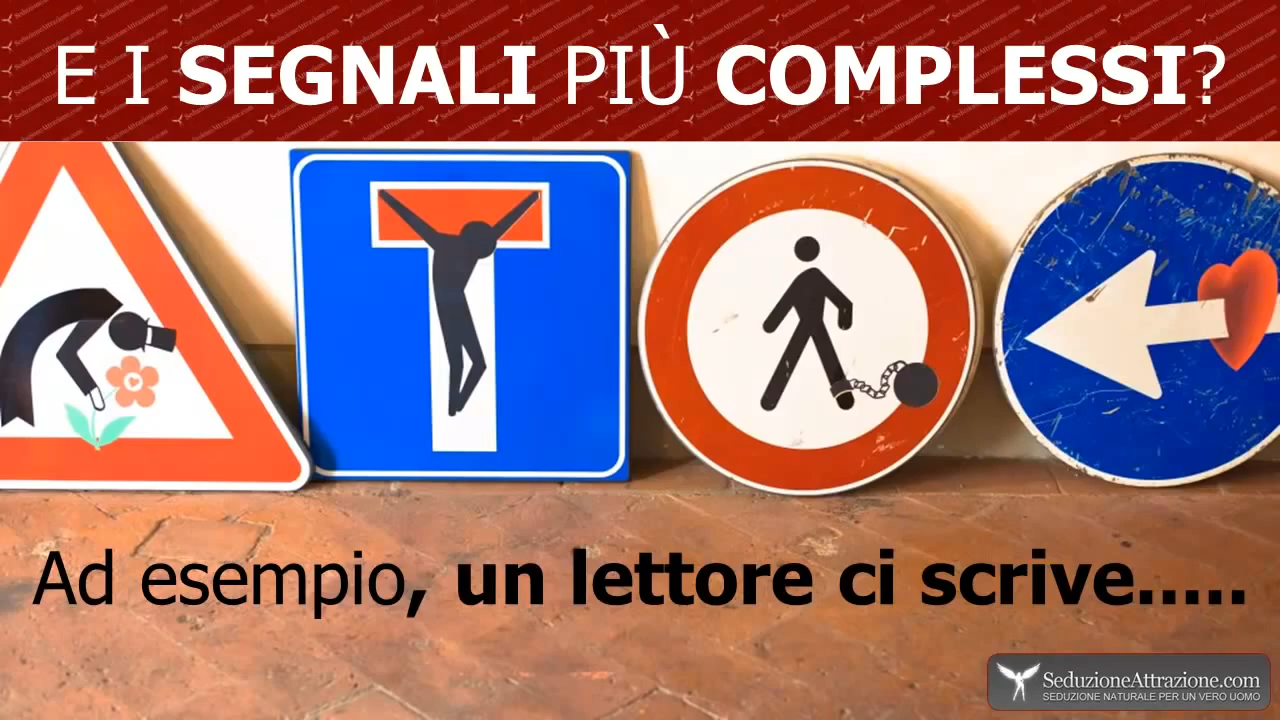 E I SEGNALI PIÙ COMPLESSI?
Ad esempio, un lettore ci scrive.....
SeduzioneAttrazione.com
SEDUZIONE NATURALE PER UN VERO UOMO